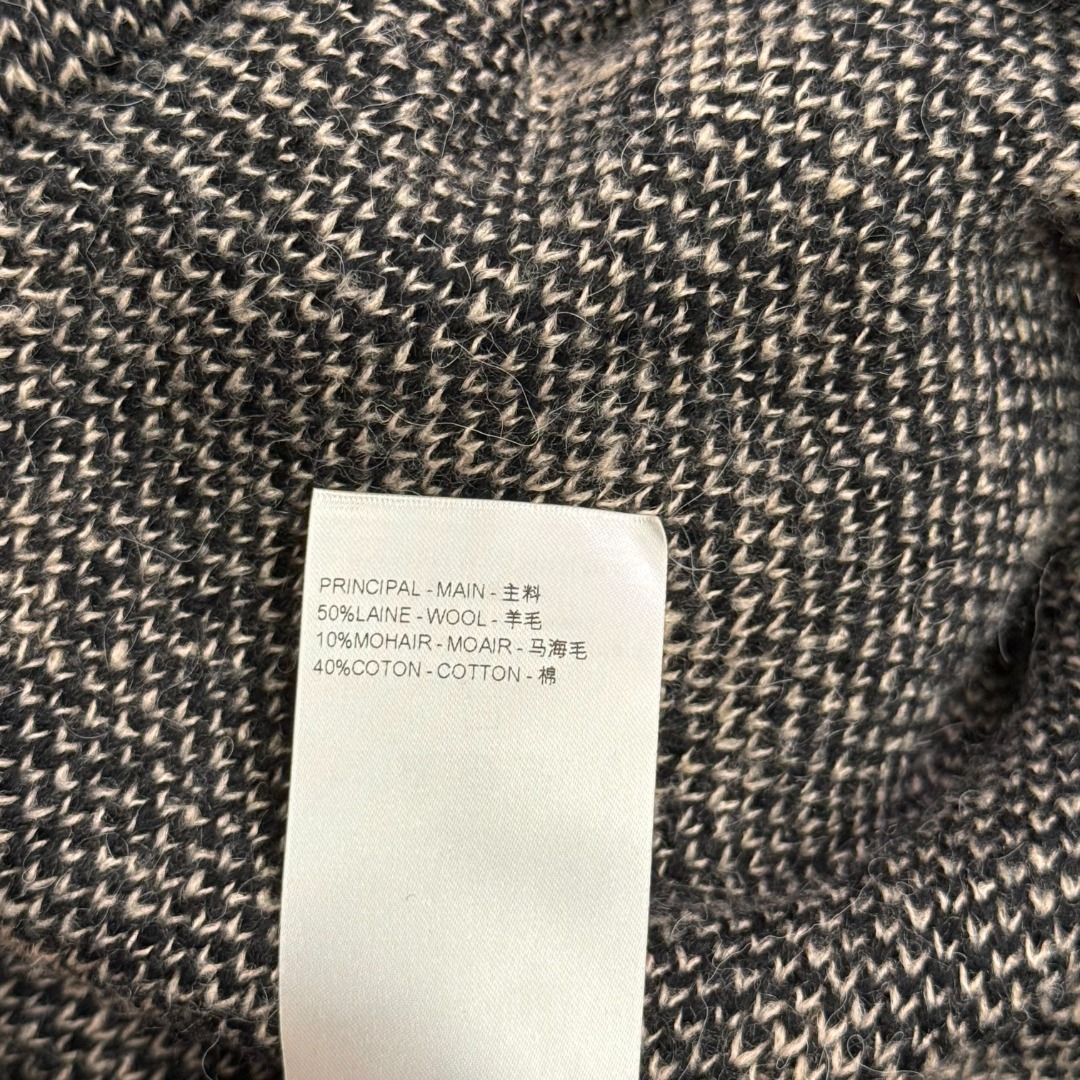 PRINCIPAL - MAIN - 主料
50%LAINE - WOOL - 羊毛
10%MOHAIR - MOAIR - 马海毛
40%COTON - COTTON - 棉